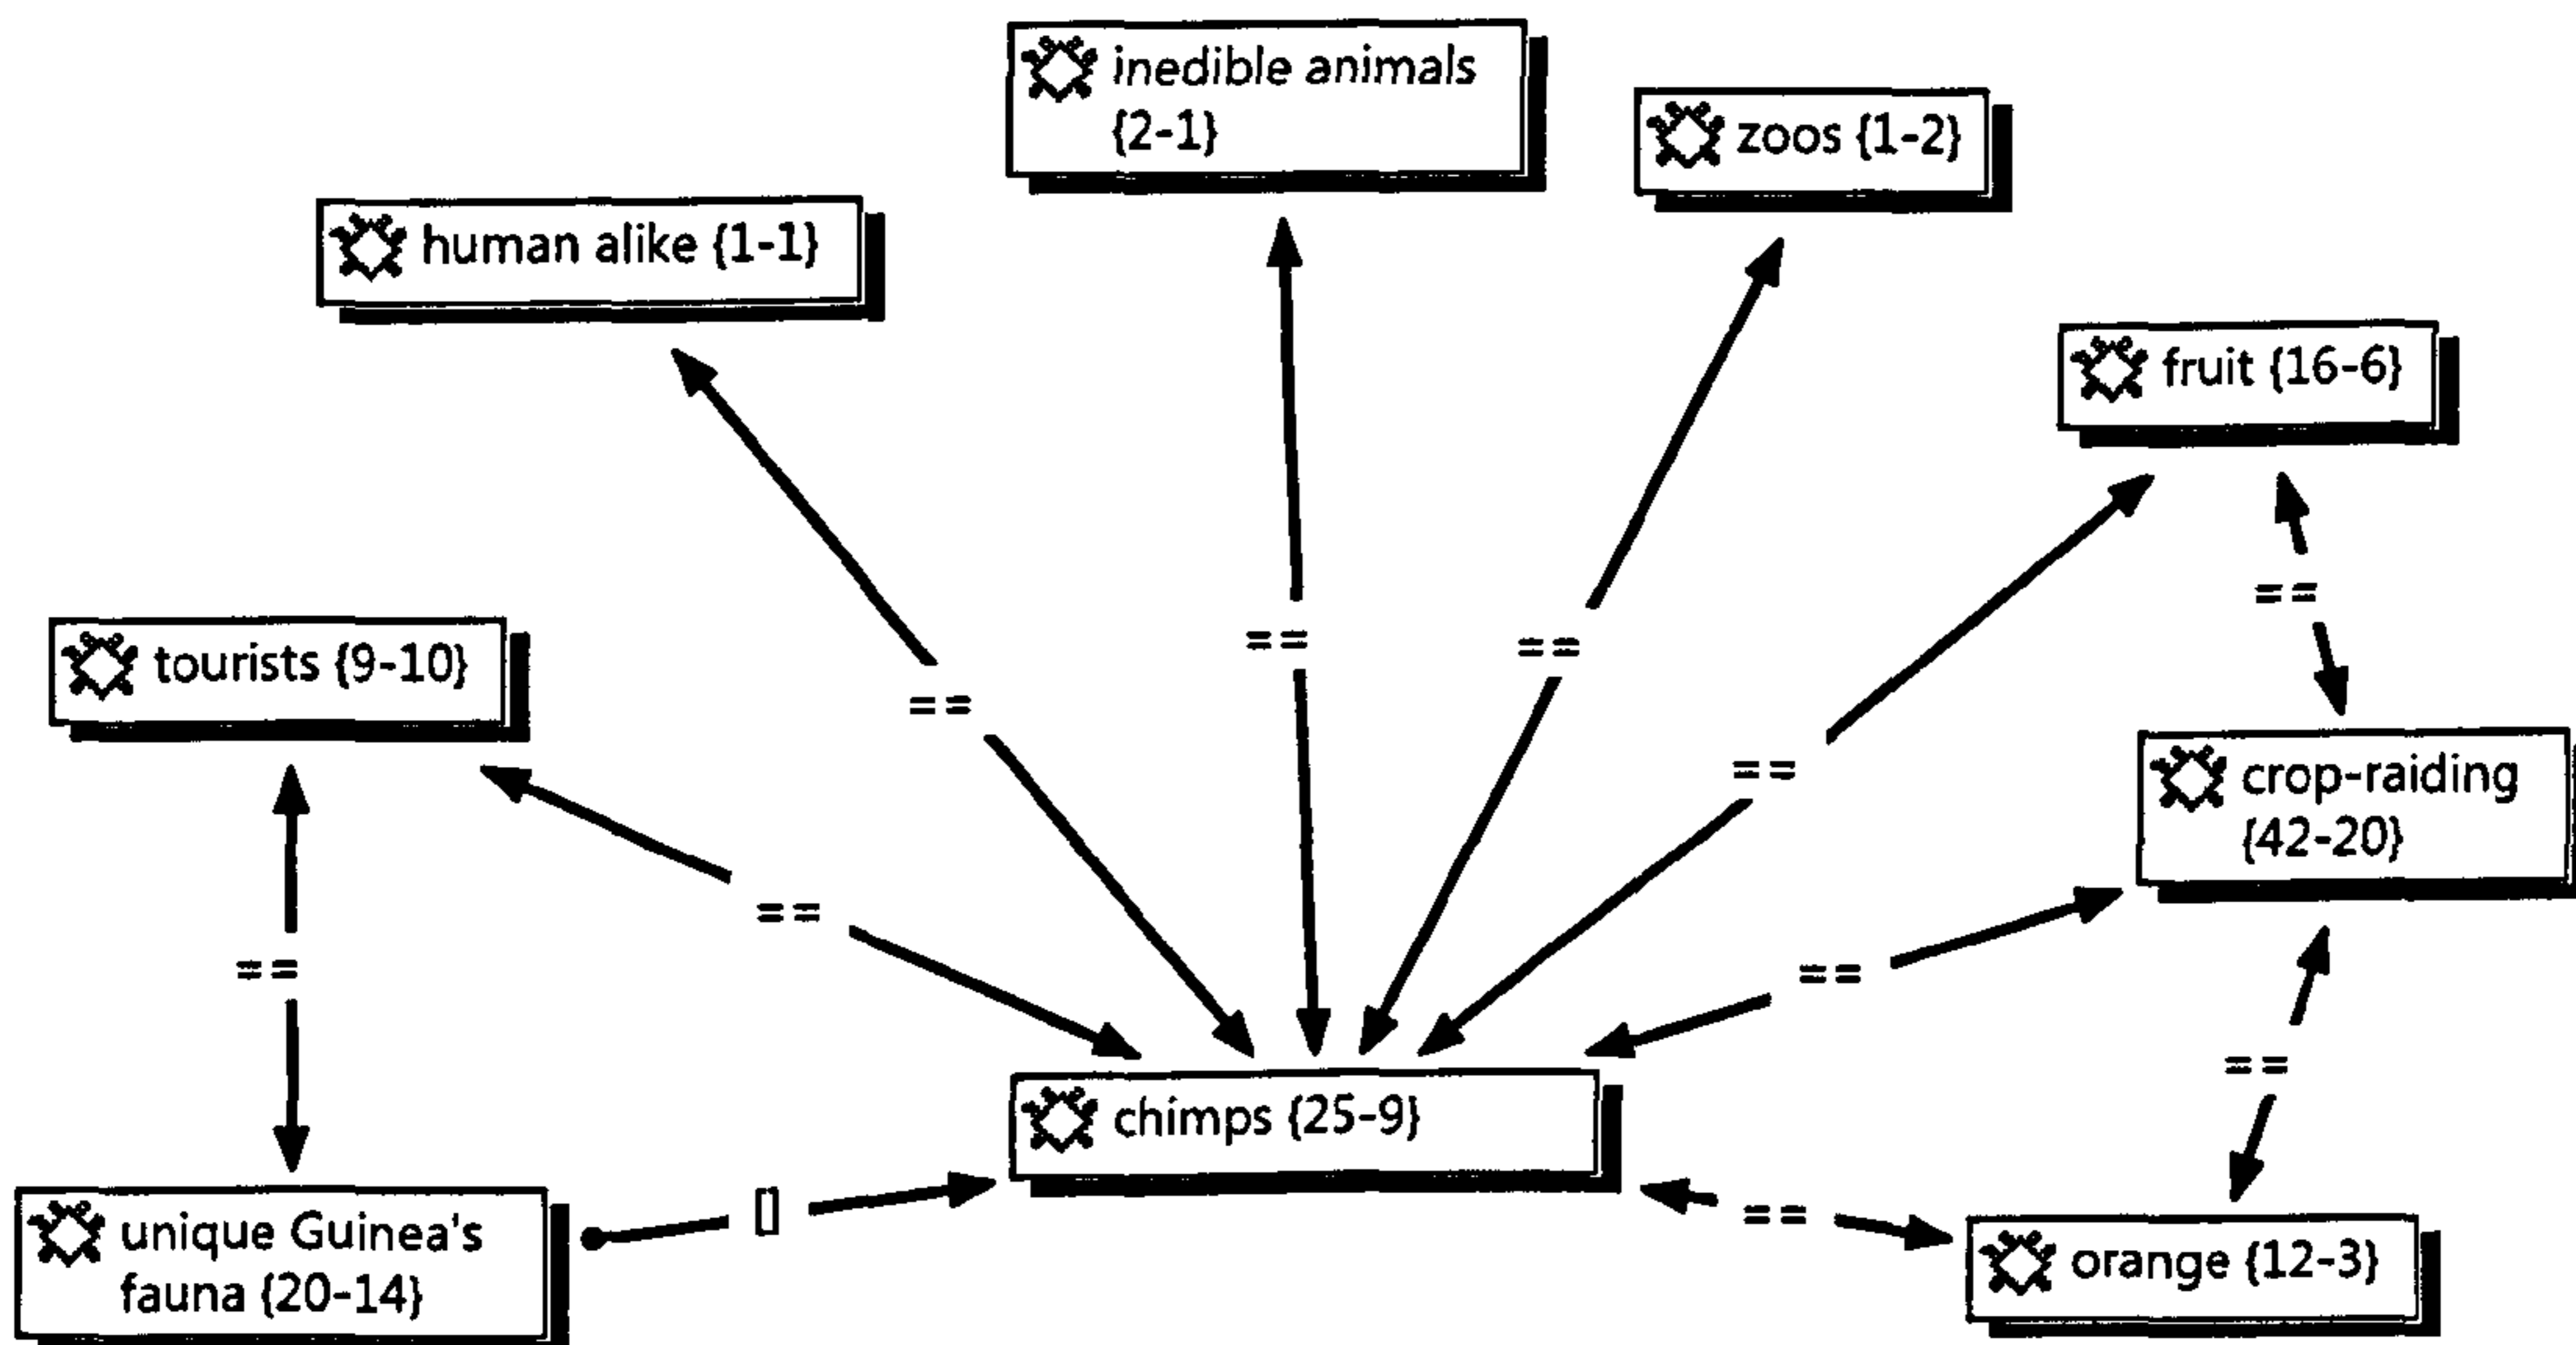 inedible animals
{2-1}
zoos {1-2}
human alike {1-1}
fruit {16-6}
==
==
==
tourists {9-10}
==
==
crop-raiding
{42-20}
==
==
==
==
chimps {25-9}
==
unique Guinea's
fauna {20-14}
[]
orange {12-3}